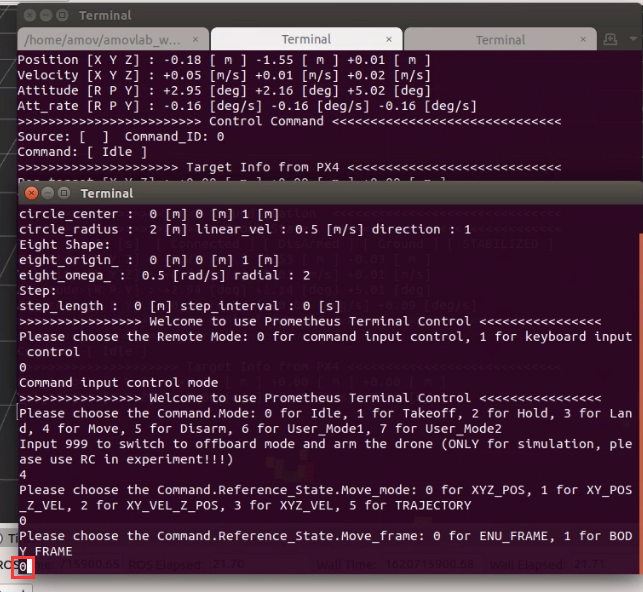 Terminal
/home/amov/amovlab_w...
Terminal
Terminal
Position [X Y Z] : -0.18 [ m ] -1.55 [ m ] +0.01 [ m ]
Velocity [X Y Z] : +0.05 [m/s] +0.01 [m/s] +0.02 [m/s]
Attitude [R P Y] : +2.95 [deg] +2.16 [deg] +5.02 [deg]
Att_rate [R P Y] : -0.16 [deg/s] -0.16 [deg/s] -0.16 [deg/s]
>>>>>>>>>>>>>>>>>>>>>>>> Control Command <<<<<<<<<<<<<<<<<<<<<<<<<<<<<<
Source: [  ]  Command_ID: 0
Command: [ Idle ]
>>>>>>>>>>>>>>>>>>>>> Target Info from PX4 <<<<<<<<<<<<<<<<<<<<<<<<<<<<
Terminal
circle_center :  0 [m] 0 [m] 1 [m]
circle_radius :  2 [m] linear_vel : 0.5 [m/s] direction : 1
Eight Shape:
eight_origin_ :  0 [m] 0 [m] 1 [m]
eight_omega_ :  0.5 [rad/s] radial : 2
Step:
step_length :  0 [m] step_interval : 0 [s]
>>>>>>>>>>>>>>>> Welcome to use Prometheus Terminal Control <<<<<<<<<<<<<<<<
Please choose the Remote Mode: 0 for command input control, 1 for keyboard input
 control
0
Command input control mode
>>>>>>>>>>>>>>>> Welcome to use Prometheus Terminal Control <<<<<<<<<<<<<<<<
Please choose the Command.Mode: 0 for Idle, 1 for Takeoff, 2 for Hold, 3 for Lan
d, 4 for Move, 5 for Disarm, 6 for User_Mode1, 7 for User_Mode2
Input 999 to switch to offboard mode and arm the drone (ONLY for simulation, ple
ase use RC in experiment!!!)
4
Please choose the Command.Reference_State.Move_mode: 0 for XYZ_POS, 1 for XY_POS
_Z_VEL, 2 for XY_VEL_Z_POS, 3 for XYZ_VEL, 5 for TRAJECTORY
0
Please choose the Command.Reference_State.Move_frame: 0 for ENU_FRAME, 1 for BOD
Y_FRAME
0